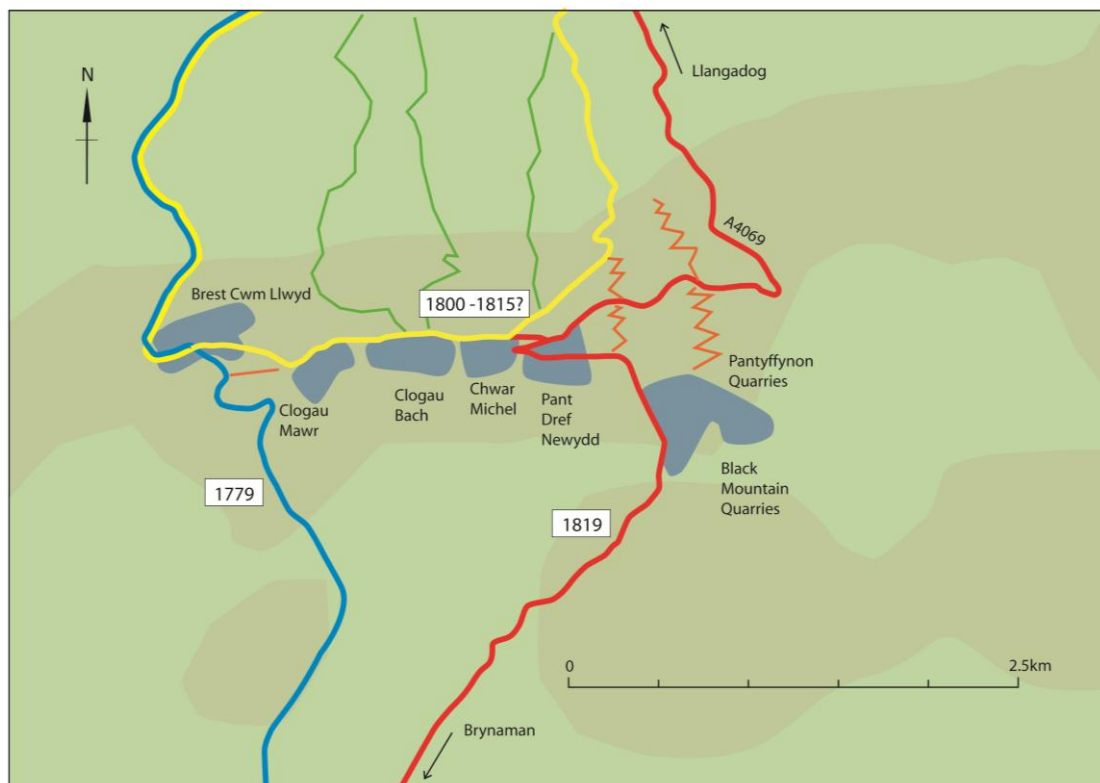 Llangadog
N
A4069
Brest Cwm Llwyd
1800 -1815?
Pantyffynon
Quarries
Clogau
Mawr
Clogau
Bach
Chwar
Michel
Pant
Dref
Newydd
Black
Mountain
Quarries
1779
1819
0
2.5km
Brynaman